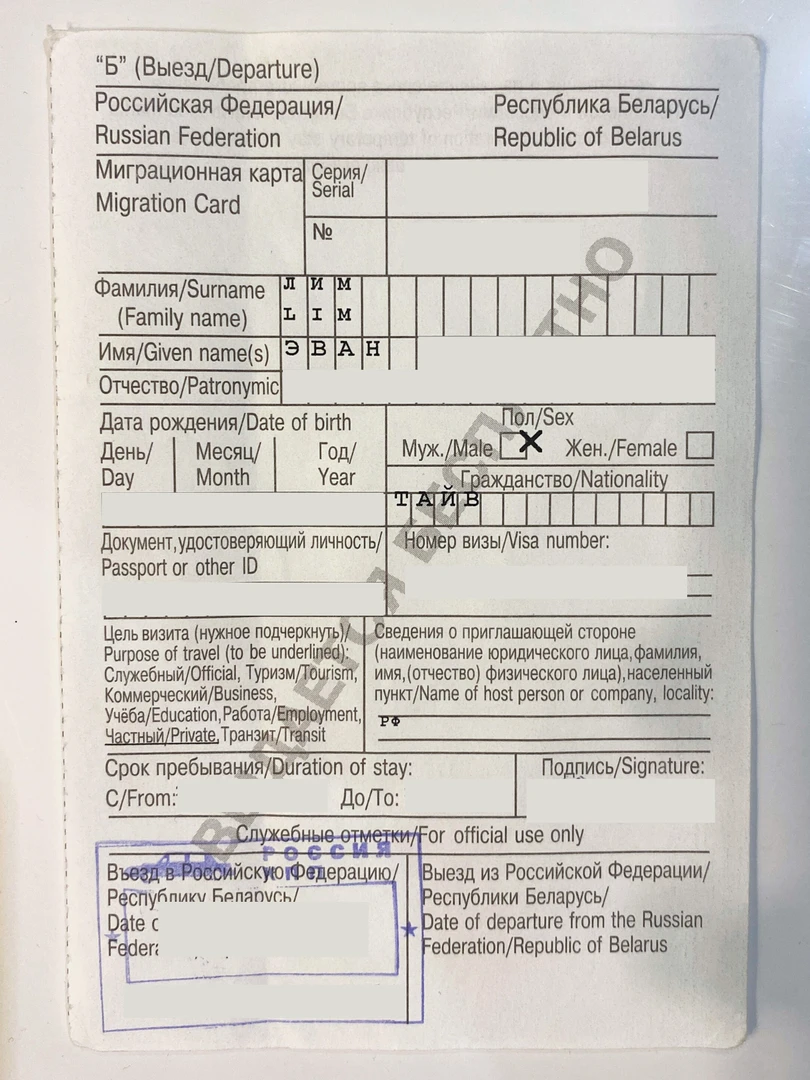 “Б” (Выезд/Departure)
Российская Федерация/ Республика Беларусь/
Russian Federation Republic of Belarus
Миграционная карта Серия/
Migration Card Serial
№
Фамилия/Surname ЛИМ
(Family name) LIM
Имя/Given name(s) ЭВАН
Отчество/Patronymic
Дата рождения/Date of birth Пол/Sex
День/ Месяц/ Год/ Муж./Male X Жен./Female
Day Month Year Гражданство/Nationality
ТАЙВ
Документ,удостоверяющий личность/ Номер визы/Visa number:
Passport or other ID
Цель визита (нужное подчеркнуть)/
Purpose of travel (to be underlined):
Служебный/Official, Туризм/Tourism,
Коммерческий/Business,
Учёба/Education,Работа/Employment,
Частный/Private,Транзит/Transit
Сведения о приглашающей стороне
(наименование юридического лица,фамилия,
имя,(отчество) физического лица),населенный
пункт/Name of host person or company, locality:
РФ
Срок пребывания/Duration of stay: Подпись/Signature:
С/From: До/To:
Служебные отметки/For official use only
РОССИЯ
Въезд в Российскую Федерацию/
Республику Беларусь/
Date
Выезд из Российской Федерации/
Республики Беларусь/
Date of departure from the Russian
Federation/Republic of Belarus